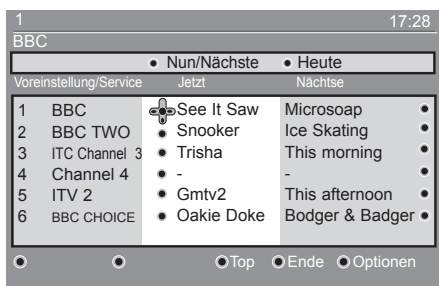 1 17:28
BBC
Nun/Nächste Heute
Voreinstellung/Service Jetzt Nächtse
1 BBC See It Saw Microsoap
2 BBC TWO Snooker Ice Skating
3 ITC Channel 3 Trisha This morning
4 Channel 4 - -
5 ITV 2 Gmtv2 This afternoon
6 BBC CHOICE Oakie Doke Bodger & Badger
Top Ende Optionen